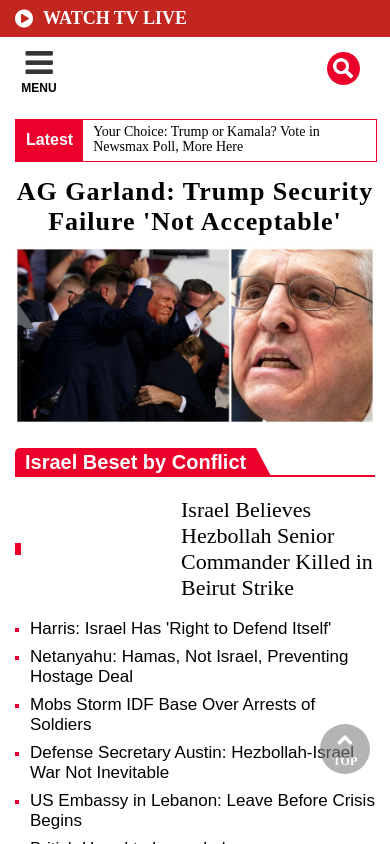 WATCH TV LIVE
MENU
Latest
Your Choice: Trump or Kamala? Vote in
Newsmax Poll, More Here
AG Garland: Trump Security
Failure 'Not Acceptable'
Israel Beset by Conflict
Israel Believes
Hezbollah Senior
Commander Killed in
Beirut Strike
Harris: Israel Has 'Right to Defend Itself'
Netanyahu: Hamas, Not Israel, Preventing
Hostage Deal
Mobs Storm IDF Base Over Arrests of
Soldiers
Defense Secretary Austin: Hezbollah-Israel
War Not Inevitable
TOP
US Embassy in Lebanon: Leave Before Crisis
Begins